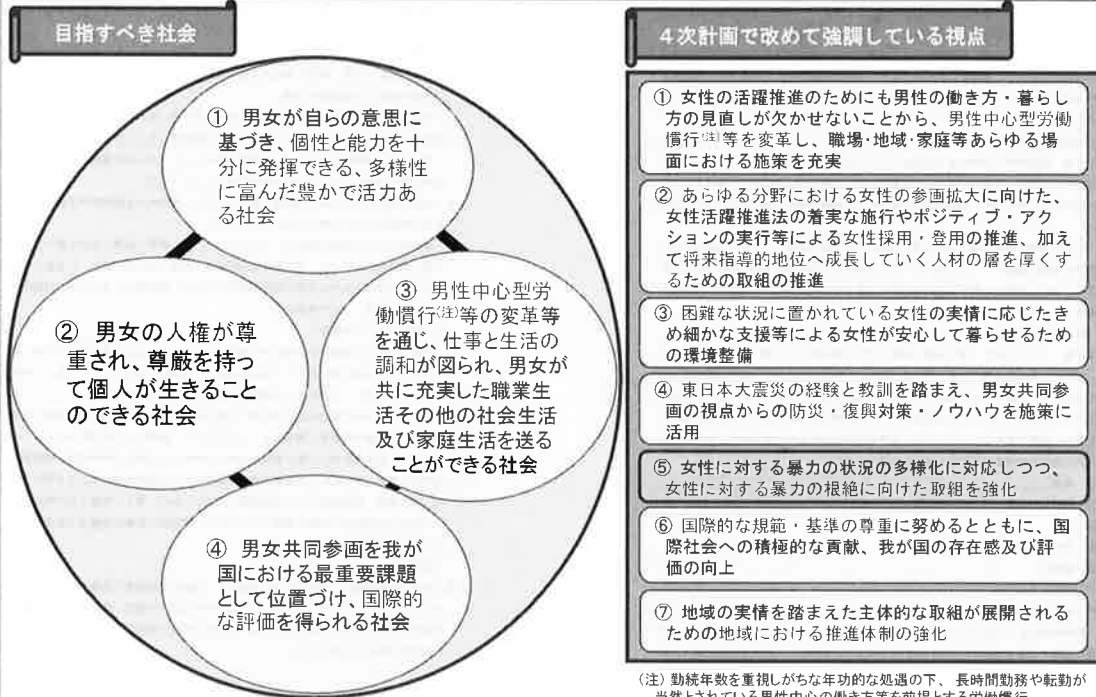 目指すべき社会
① 男女が自らの意思に
基づき、個性と能力を十
分に発揮できる、多様性
に富んだ豊かで活力あ
る社会
② 男女の人権が尊
重され、尊厳を持っ
て個人が生きること
のできる社会
③ 男性中心型労
働慣行(注)等の変革等
を通じ、仕事と生活の
調和が図られ、男女が
共に充実した職業生
活その他の社会生活
及び家庭生活を送る
ことができる社会
④ 男女共同参画を我が
国における最重要課題
として位置づけ、国際的
な評価を得られる社会
4次計画で改めて強調している視点
① 女性の活躍推進のためにも男性の働き方・暮らし
方の見直しが欠かせないことから、男性中心型労働
慣行(注)等を変革し、職場・地域・家庭等あらゆる場
面における施策を充実
② あらゆる分野における女性の参画拡大に向けた、
女性活躍推進法の着実な施行やポジティブ・アク
ションの実行等による女性採用・登用の推進、加え
て将来指導的地位へ成長していく人材の層を厚くす
るための取組の推進
③ 困難な状況に置かれている女性の実情に応じたき
め細かな支援等による女性が安心して暮らせるため
の環境整備
④ 東日本大震災の経験と教訓を踏まえ、男女共同参
画の視点からの防災・復興対策・ノウハウを施策に
活用
⑤ 女性に対する暴力の状況の多様化に対応しつつ、
女性に対する暴力の根絶に向けた取組を強化
⑥ 国際的な規範・基準の尊重に努めるとともに、国
際社会への積極的な貢献、我が国の存在感及び評
価の向上
⑦ 地域の実情を踏まえた主体的な取組が展開される
ための地域における推進体制の強化
(注) 勤続年数を重視しがちな年功的な処遇の下、長時間勤務や転勤が
当然とされている男性中心の働き方等を前提とする労働慣行